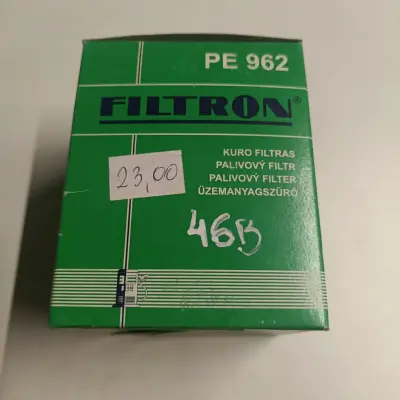 PE 962
FILTRON®
KURO FILTRAS
PALIVOVÝ FILTR
PALIVOVÝ FILTER
ÜZEMANYAGSZŰRŐ
23,00
46B